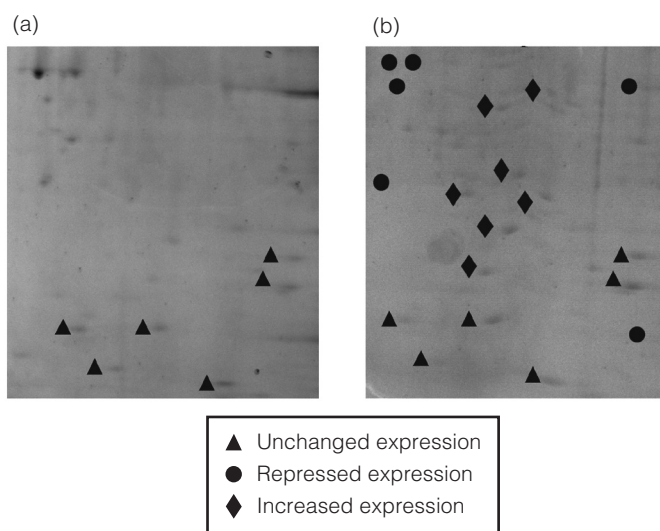 (a)
(b)
Unchanged expression
Repressed expression
Increased expression